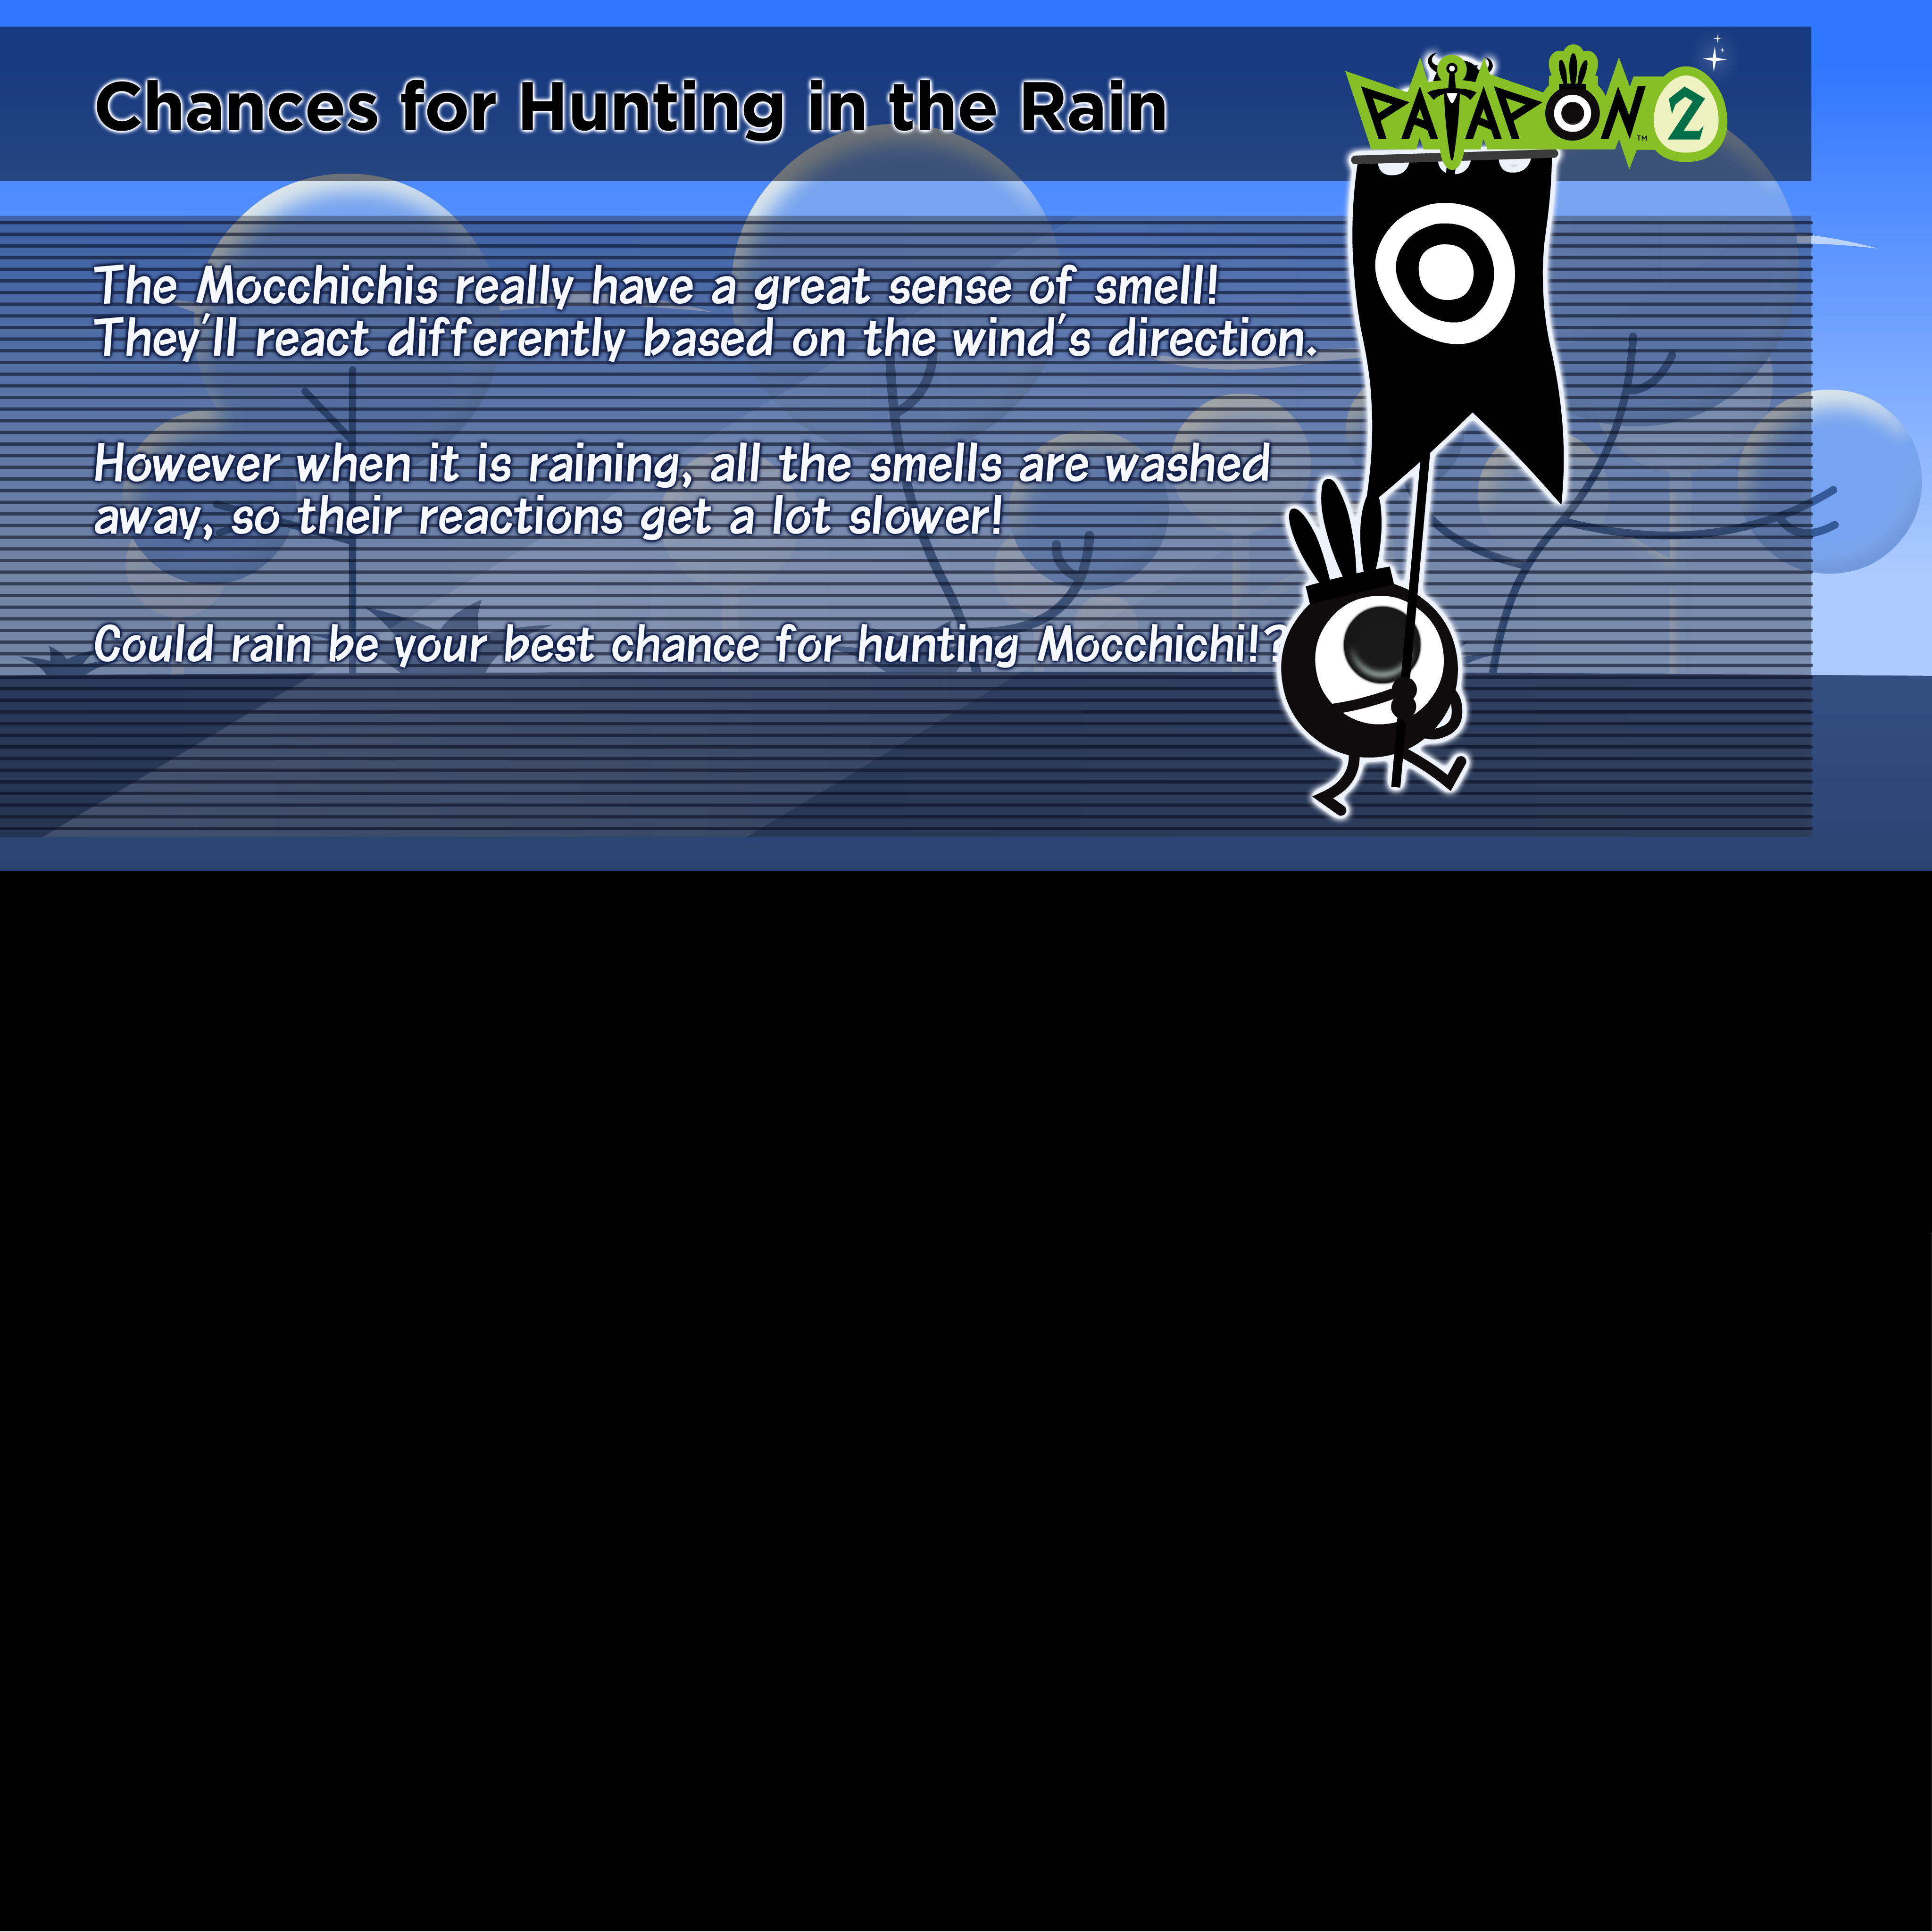 Chances for Hunting in the Rain
PATAPON™ 2
The Mocchichis really have a great sense of smell!
They'll react differently based on the wind's direction.
However when it is raining, all the smells are washed
away, so their reactions get a lot slower!
Could rain be your best chance for hunting Mocchichi!?